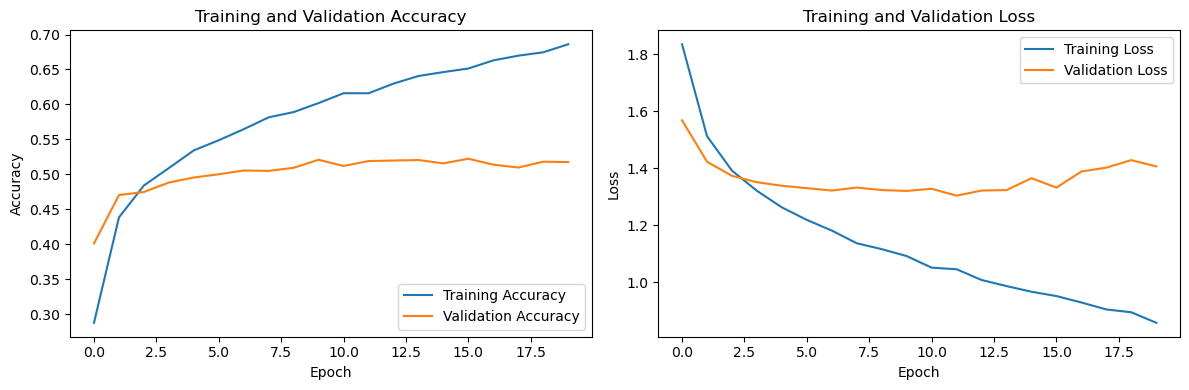 Training and Validation Accuracy
0.70
0.65
0.60
0.55
0.50
0.45
0.40
0.35
0.30
Accuracy
Training Accuracy
Validation Accuracy
0.0 2.5 5.0 7.5 10.0 12.5 15.0 17.5
Epoch
Training and Validation Loss
1.8
1.6
1.4
1.2
1.0
Loss
Training Loss
Validation Loss
0.0 2.5 5.0 7.5 10.0 12.5 15.0 17.5
Epoch